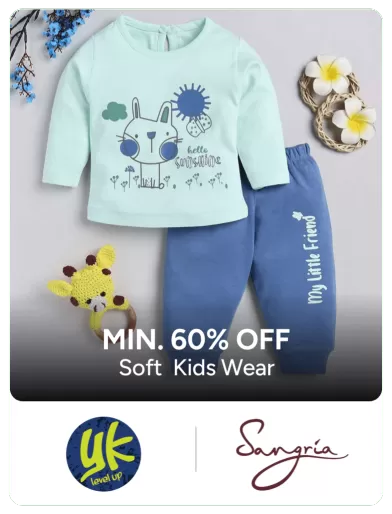 hello
sunshine
My Little Friend
MIN. 60% OFF
Soft Kids Wear
yk
level up
Sangria